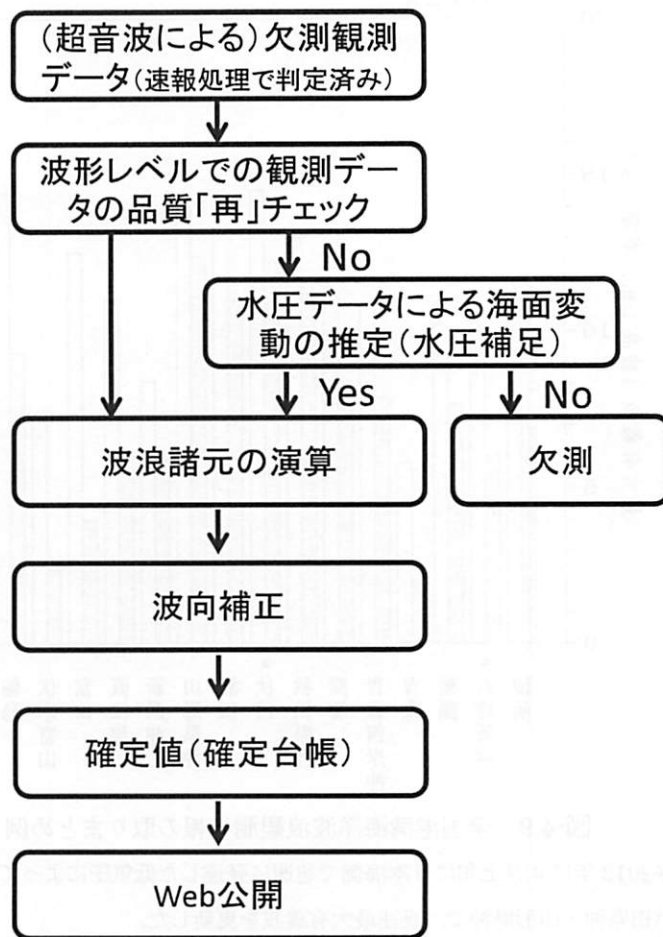 (超音波による)欠測観測
データ(速報処理で判定済み)
波形レベルでの観測デー
タの品質「再」チェック
No
水圧データによる海面変
動の推定(水圧補足)
Yes
No
波浪諸元の演算
欠測
波向補正
確定値(確定台帳)
Web公開